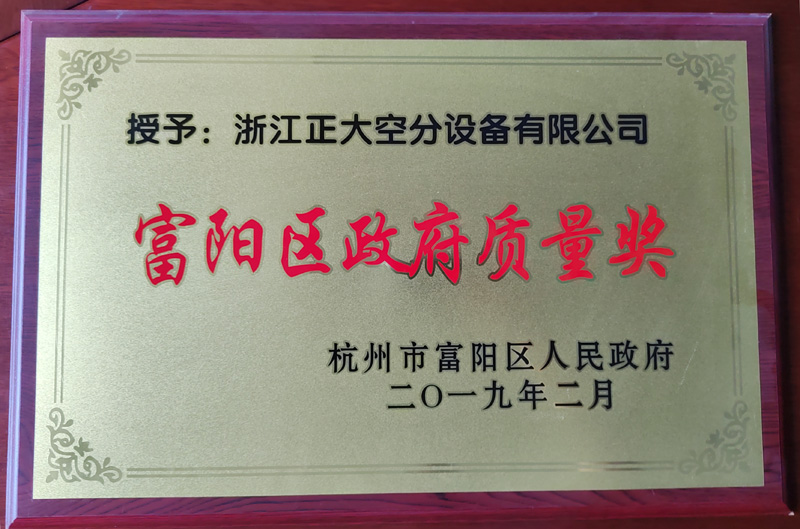 授予：浙江正大空分设备有限公司
富阳区政府质量奖
杭州市富阳区人民政府
二〇一九年二月